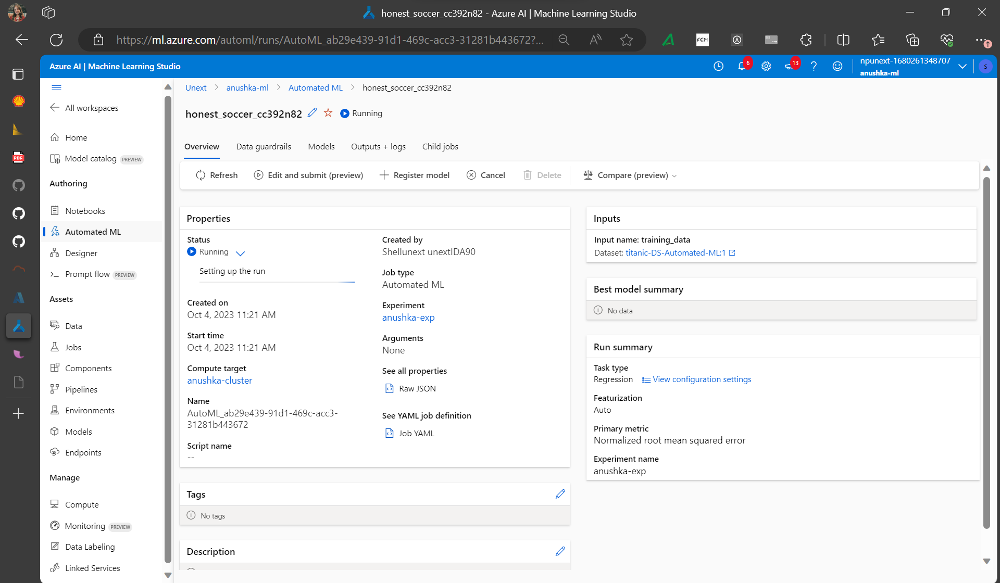 honest_soccer_cc392n82 - Azure AI | Machine Learning Studio
https://ml.azure.com/automl/runs/AutoML_ab29e439-91d1-469c-acc3-31281b443672?...
FCM
Azure AI | Machine Learning Studio
6
13
npunext-1680261348707
anushka-ml
S
All workspaces
Home
Model catalog PREVIEW
Authoring
Notebooks
Automated ML
Designer
Prompt flow PREVIEW
Assets
Data
Jobs
Components
Pipelines
Environments
Models
Endpoints
Manage
Compute
Monitoring PREVIEW
Data Labeling
Linked Services
PDF
Unext > anushka-ml > Automated ML > honest_soccer_cc392n82
honest_soccer_cc392n82 Running
Overview Data guardrails Models Outputs + logs Child jobs
Refresh Edit and submit (preview) Register model Cancel Delete Compare (preview)
Properties
Status
Running
Setting up the run
Created on
Oct 4, 2023 11:21 AM
Start time
Oct 4, 2023 11:21 AM
Compute target
anushka-cluster
Name
AutoML_ab29e439-91d1-469c-acc3-
31281b443672
Script name
--
Created by
Shellunext unextIDA90
Job type
Automated ML
Experiment
anushka-exp
Arguments
None
See all properties
Raw JSON
See YAML job definition
Job YAML
Tags
No tags
Description
Inputs
Input name: training_data
Dataset: titanic-DS-Automated-ML:1
Best model summary
No data
Run summary
Task type
Regression View configuration settings
Featurization
Auto
Primary metric
Normalized root mean squared error
Experiment name
anushka-exp